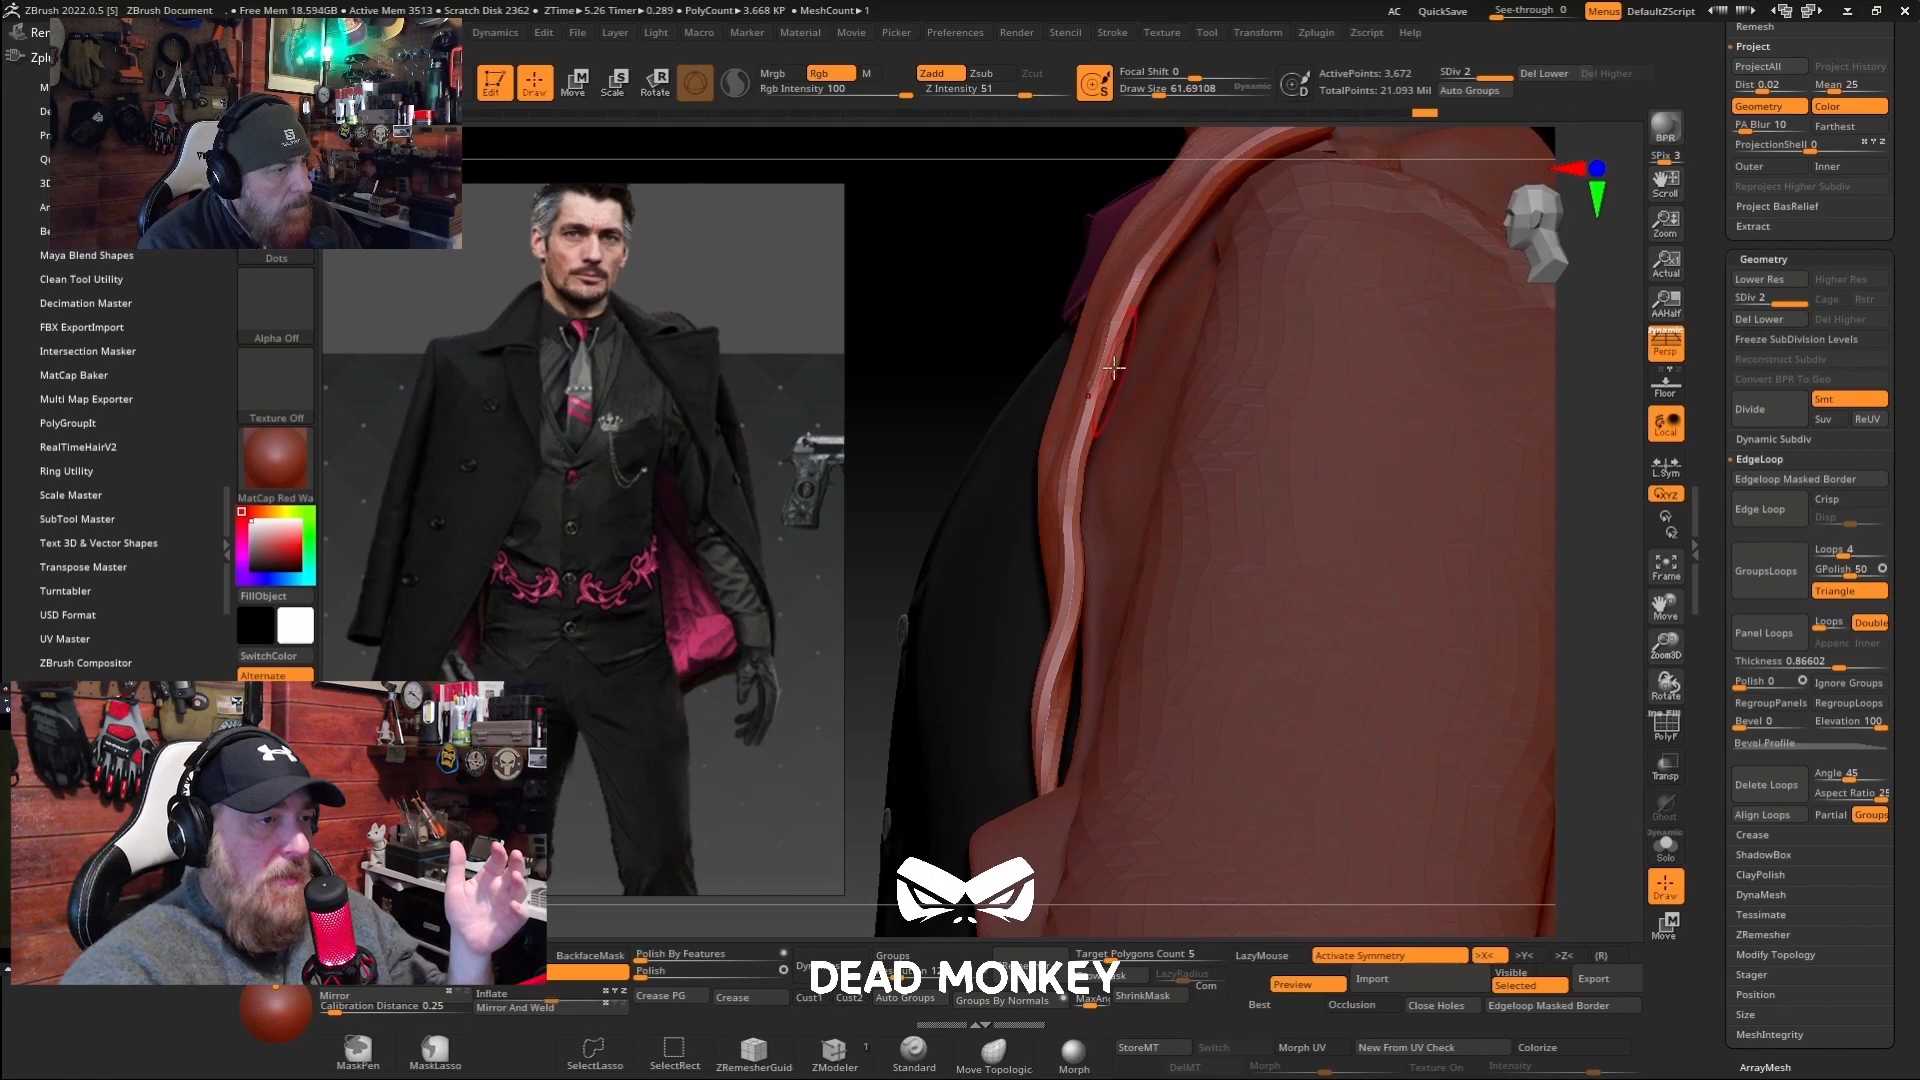 ZBrush 2022.0.5 [S] ZBrush Document . • Free Mem 18.594GB • Active Mem 3513 • Scratch Disk 2362 • ZTime▸5.26 Timer▸0.289 • PolyCount▸3.668 KP • MeshCount▸1
AC QuickSave See-through 0 Menus DefaultZScript
Dynamics Edit File Layer Light Macro Marker Material Movie Picker Preferences Render Stencil Stroke Texture Tool Transform Zplugin Zscript Help
Edit Draw Move Scale Rotate
Mrgb Rgb M
Rgb Intensity 100
Zadd Zsub Zcut
Z Intensity 51
Focal Shift 0
Draw Size 61.69108 Dynamic
ActivePoints: 3,672
TotalPoints: 21.093 Mil
SDiv 2 Del Lower Del Higher
Auto Groups
Maya Blend Shapes
Clean Tool Utility
Decimation Master
FBX ExportImport
Intersection Masker
MatCap Baker
Multi Map Exporter
PolyGroupIt
RealTimeHairV2
Ring Utility
Scale Master
SubTool Master
Text 3D & Vector Shapes
Transpose Master
Turntabler
USD Format
UV Master
ZBrush Compositor
Dots
Alpha Off
Texture Off
MatCap Red Wa
FillObject
SwitchColor
Alternate
BPR
SPix 3
Scroll
Zoom
Actual
AAHalf
Dynamic
Persp
Floor
Local
L.Sym
XYZ
Frame
Move
Zoom3D
Rotate
PolyF
Transp
Ghost
Dynamic
Solo
Draw
Move
Remesh
Project
ProjectAll Project History
Dist 0.02 Mean 25
Geometry Color
PA Blur 10 Farthest
ProjectionShell 0
Outer Inner
Reproject Higher Subdiv
Project BasRelief
Extract
Geometry
Lower Res Higher Res
SDiv 2 Cage Rstr
Del Lower Del Higher
Freeze SubDivision Levels
Reconstruct Subdiv
Convert BPR To Geo
Divide Smt
Suv ReUV
Dynamic Subdiv
EdgeLoop
Edgeloop Masked Border
Edge Loop Crisp
Disp
GroupsLoops Loops 4
GPolish 50
Triangle
Panel Loops Loops Double
Append Inner
Thickness 0.86602
Polish 0 Ignore Groups
RegroupPanels RegroupLoops
Bevel 0 Elevation 100
Bevel Profile
Delete Loops Angle 45
Aspect Ratio
Align Loops Partial Groups
Crease
ShadowBox
ClayPolish
DynaMesh
Tessimate
ZRemesher
Modify Topology
Stager
Position
Size
MeshIntegrity
ArrayMesh
DEAD MONKEY
BackfaceMask Polish By Features Groups Target Polygons Count 5 LazyMouse Activate Symmetry >X< >Y< >Z< (R)
Polish LazyRadius Preview Import Visible Selected Export
Mirror Inflate Crease PG Crease Cust1 Cust2 Auto Groups Groups By Normals ShrinkMask Com Best Occlusion Close Holes Edgeloop Masked Border
Calibration Distance 0.25 Mirror And Weld
MaskPen MaskLasso SelectLasso SelectRect ZRemesherGuid ZModeler 1 Standard Move Topologic Morph
StoreMT Switch Morph UV New From UV Check Colorize
DelMT Morph Texture On Intensity